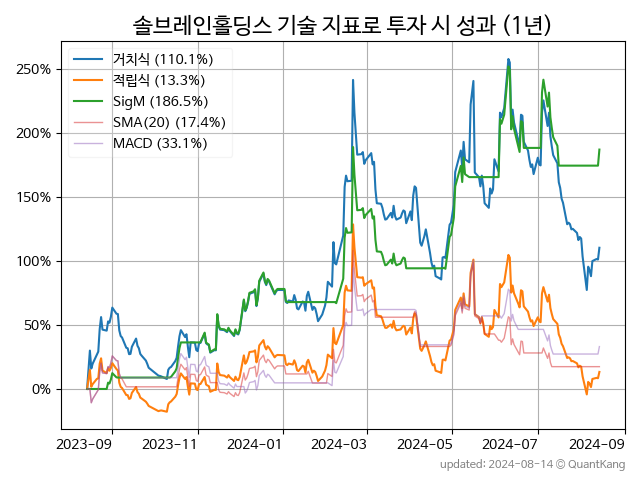 솔브레인홀딩스 기술 지표로 투자 시 성과 (1년)
거치식 (110.1%)
적립식 (13.3%)
SigM (186.5%)
SMA(20) (17.4%)
MACD (33.1%)
250%
200%
150%
100%
50%
0%
2023-09 2023-11 2024-01 2024-03 2024-05 2024-07 2024-09
updated: 2024-08-14 © QuantKang